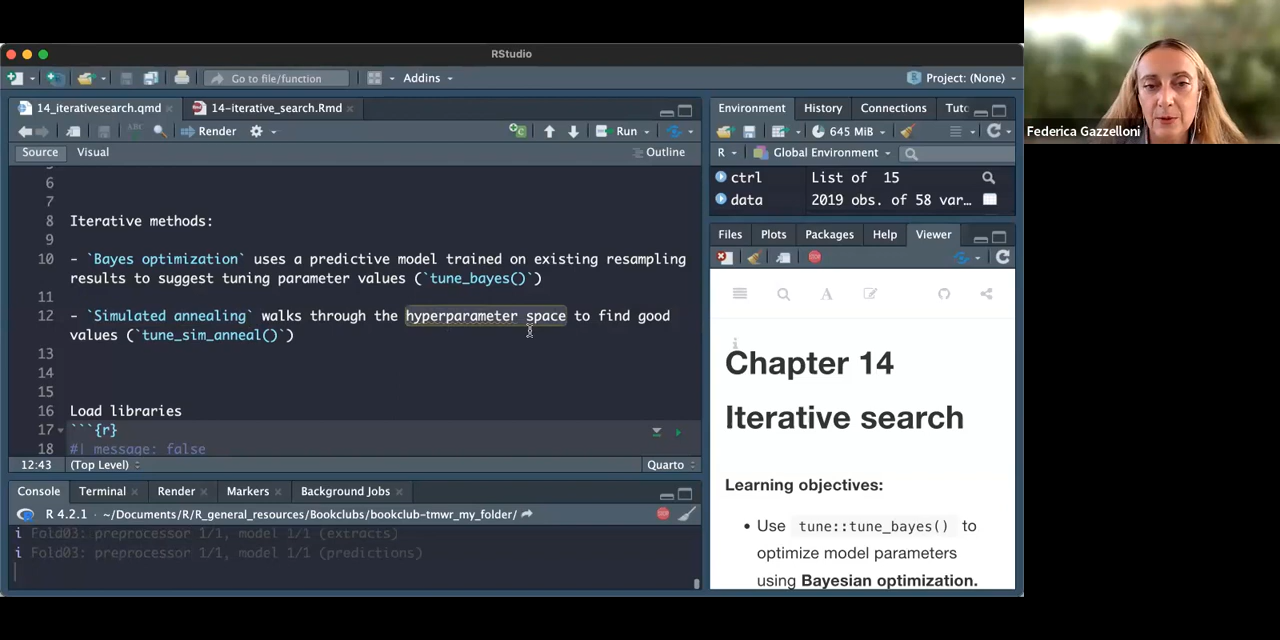 RStudio
Go to file/function
Addins
Project: (None)
14_iterativesearch.qmd
14-iterative_search.Rmd
Render
Run
Source
Visual
Outline
6
7
8 Iterative methods:
9
10 - `Bayes optimization` uses a predictive model trained on existing resampling
results to suggest tuning parameter values (`tune_bayes()`)
11
12 - `Simulated annealing` walks through the hyperparameter space to find good
values (`tune_sim_anneal()`)
13
14
15
16 Load libraries
17 ```{r}
18 #| message: false
12:43
(Top Level)
Quarto
Console
Terminal
Render
Markers
Background Jobs
R 4.2.1 · ~/Documents/R/R_general_resources/Bookclubs/bookclub-tmwr_my_folder/
i Fold03: preprocessor 1/1, model 1/1 (extracts)
i Fold03: preprocessor 1/1, model 1/1 (predictions)
Environment
History
Connections
Tuto
645 MiB
R
Global Environment
ctrl List of 15
data 2019 obs. of 58 var…
Files
Plots
Packages
Help
Viewer
Chapter 14
Iterative search
Learning objectives:
• Use tune::tune_bayes() to
optimize model parameters
using Bayesian optimization.
Federica Gazzelloni